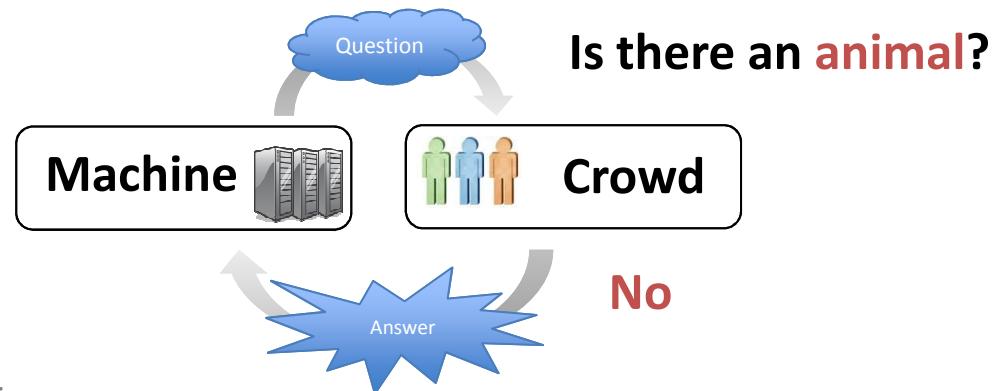 Question
Is there an animal?
Machine
Crowd
No
Answer